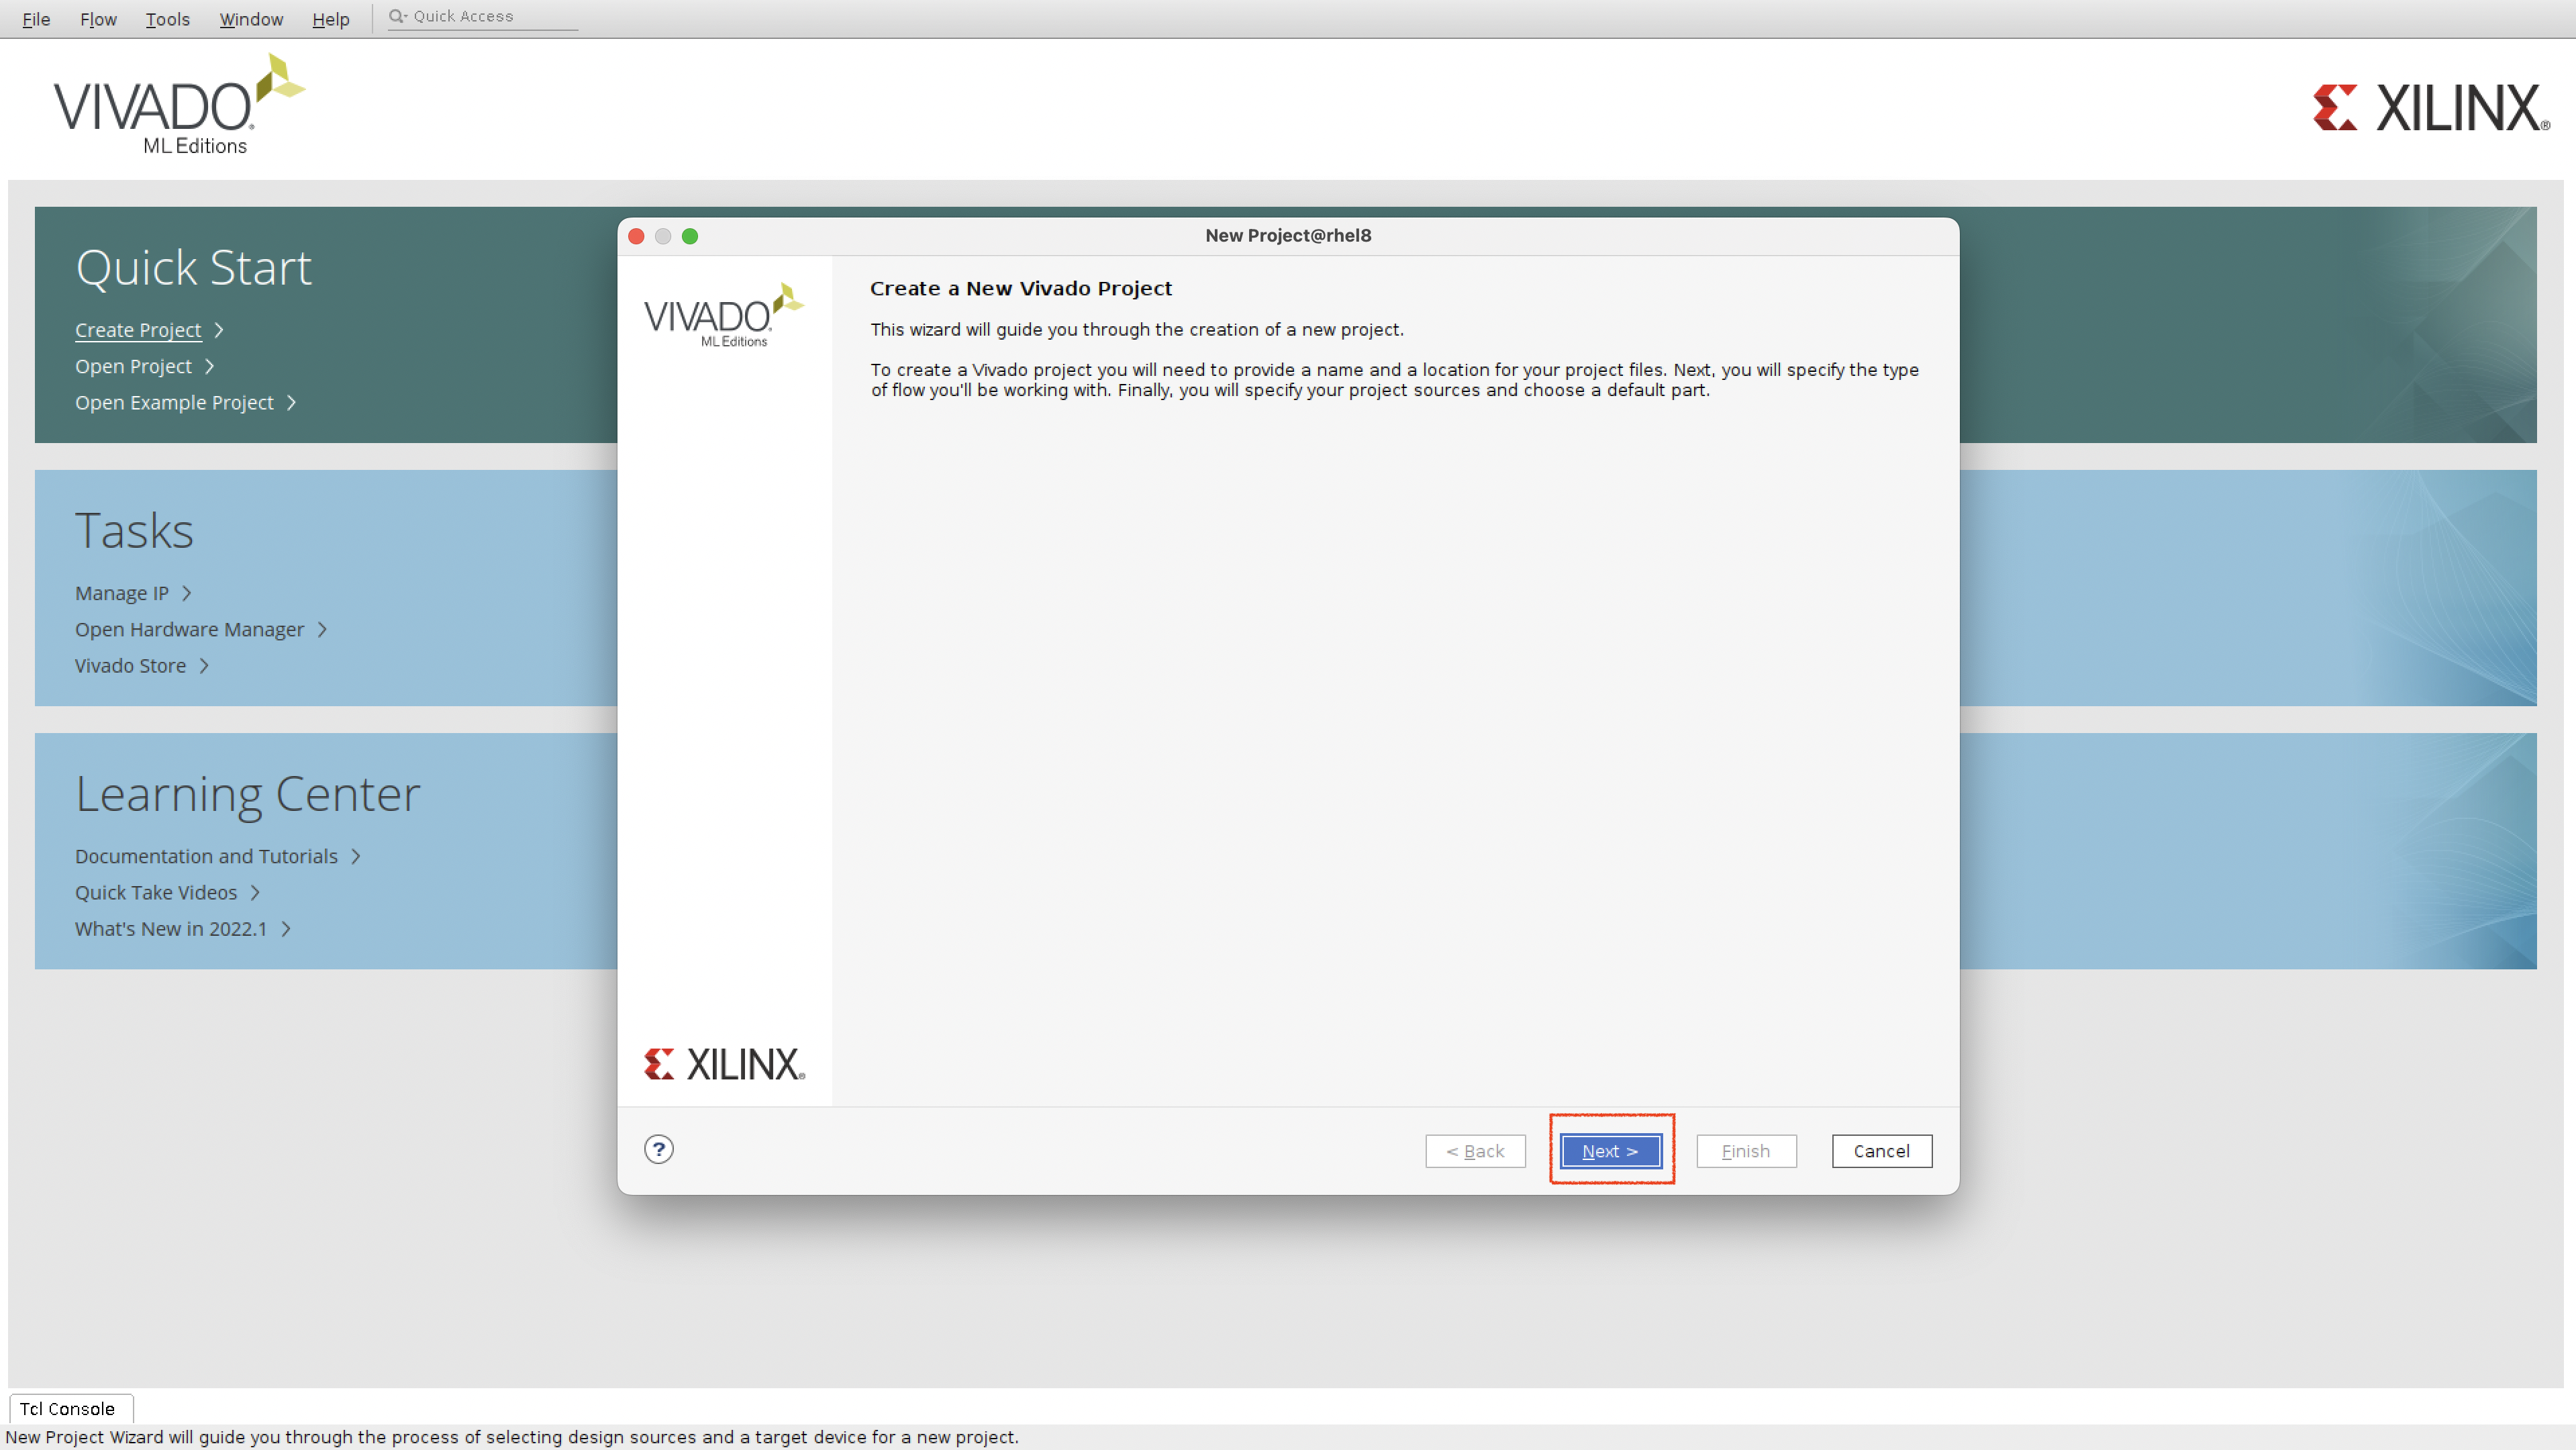 File Flow Tools Window Help Quick Access
VIVADO®
ML Editions
XILINX®
Quick Start
Create Project
Open Project
Open Example Project
Tasks
Manage IP
Open Hardware Manager
Vivado Store
Learning Center
Documentation and Tutorials
Quick Take Videos
What's New in 2022.1
New Project@rhel8
VIVADO®
ML Editions
Create a New Vivado Project
This wizard will guide you through the creation of a new project.
To create a Vivado project you will need to provide a name and a location for your project files. Next, you will specify the type
of flow you'll be working with. Finally, you will specify your project sources and choose a default part.
XILINX®
?
< Back Next > Finish Cancel
Tcl Console
New Project Wizard will guide you through the process of selecting design sources and a target device for a new project.